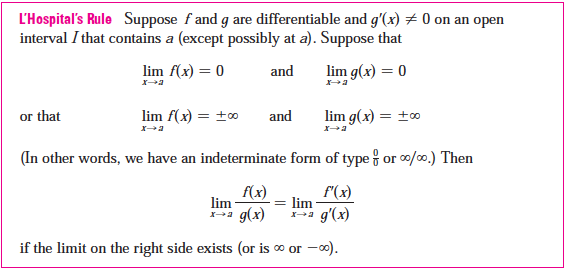 L'Hospital's Rule Suppose f and g are differentiable and g'(x) ≠ 0 on an open
interval I that contains a (except possibly at a). Suppose that
lim f(x) = 0 and lim g(x) = 0
x→a x→a
or that lim f(x) = ±∞ and lim g(x) = ±∞
x→a x→a
(In other words, we have an indeterminate form of type 0/0 or ∞/∞.) Then
lim f(x)/g(x) = lim f'(x)/g'(x)
x→a x→a
if the limit on the right side exists (or is ∞ or −∞).